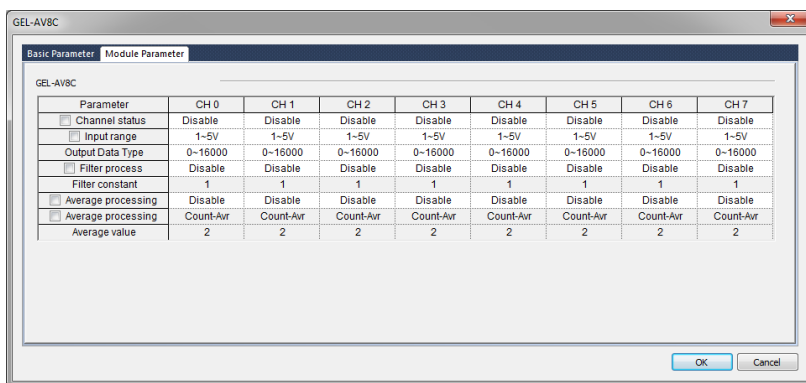 GEL-AV8C
Basic Parameter Module Parameter
GEL-AV8C
Parameter CH 0 CH 1 CH 2 CH 3 CH 4 CH 5 CH 6 CH 7
Channel status Disable Disable Disable Disable Disable Disable Disable Disable
Input range 1~5V 1~5V 1~5V 1~5V 1~5V 1~5V 1~5V 1~5V
Output Data Type 0~16000 0~16000 0~16000 0~16000 0~16000 0~16000 0~16000 0~16000
Filter process Disable Disable Disable Disable Disable Disable Disable Disable
Filter constant 1 1 1 1 1 1 1 1
Average processing Disable Disable Disable Disable Disable Disable Disable Disable
Average processing Count-Avr Count-Avr Count-Avr Count-Avr Count-Avr Count-Avr Count-Avr Count-Avr
Average value 2 2 2 2 2 2 2 2
OK Cancel